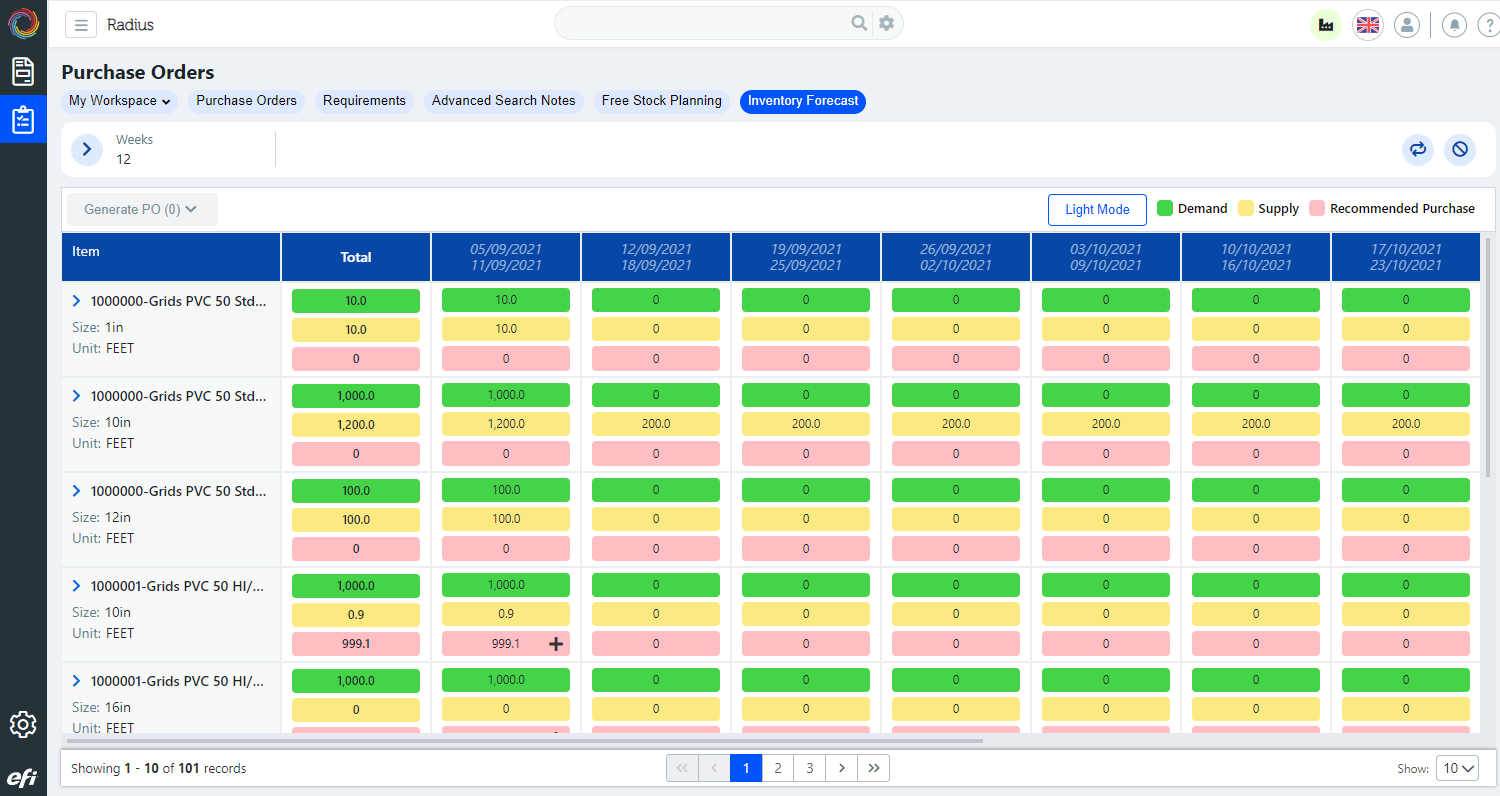 Radius
?
Purchase Orders
My Workspace
Purchase Orders
Requirements
Advanced Search Notes
Free Stock Planning
Inventory Forecast
Weeks
12
Generate PO (0)
Light Mode
Demand
Supply
Recommended Purchase
Item Total 05/09/2021 12/09/2021 19/09/2021 26/09/2021 03/10/2021 10/10/2021 17/10/2021
11/09/2021 18/09/2021 25/09/2021 02/10/2021 09/10/2021 16/10/2021 23/10/2021
1000000-Grids PVC 50 Std... 10.0 10.0 0 0 0 0 0 0
Size: 1in 10.0 10.0 0 0 0 0 0 0
Unit: FEET 0 0 0 0 0 0 0 0
1000000-Grids PVC 50 Std... 1,000.0 1,000.0 0 0 0 0 0 0
Size: 10in 1,200.0 1,200.0 200.0 200.0 200.0 200.0 200.0 200.0
Unit: FEET 0 0 0 0 0 0 0 0
1000000-Grids PVC 50 Std... 100.0 100.0 0 0 0 0 0 0
Size: 12in 100.0 100.0 0 0 0 0 0 0
Unit: FEET 0 0 0 0 0 0 0 0
1000001-Grids PVC 50 HI/... 1,000.0 1,000.0 0 0 0 0 0 0
Size: 10in 0.9 0.9 0 0 0 0 0 0
Unit: FEET 999.1 999.1 + 0 0 0 0 0 0
1000001-Grids PVC 50 HI/... 1,000.0 1,000.0 0 0 0 0 0 0
Size: 16in 0 0 0 0 0 0 0 0
Unit: FEET
efi
Showing 1 - 10 of 101 records
« ‹ 1 2 3 › »
Show: 10